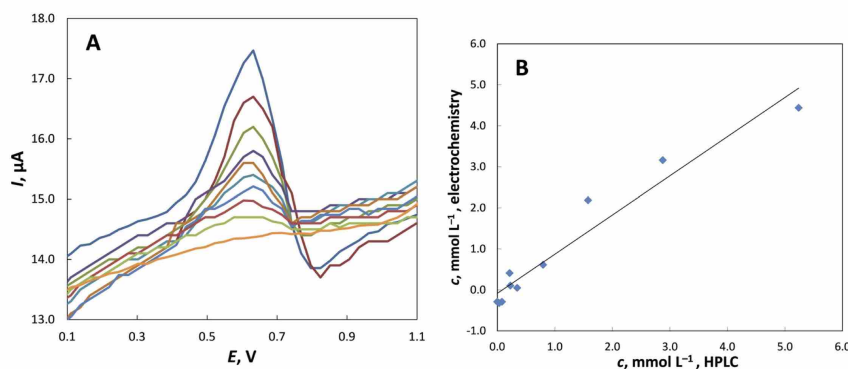 A
18.0
17.0
16.0
15.0
14.0
13.0
I, µA
0.1 0.3 0.5 0.7 0.9 1.1
E, V
B
6.0
5.0
4.0
3.0
2.0
1.0
0.0
-1.0
c, mmol L⁻¹, electrochemistry
0.0 1.0 2.0 3.0 4.0 5.0 6.0
c, mmol L⁻¹, HPLC